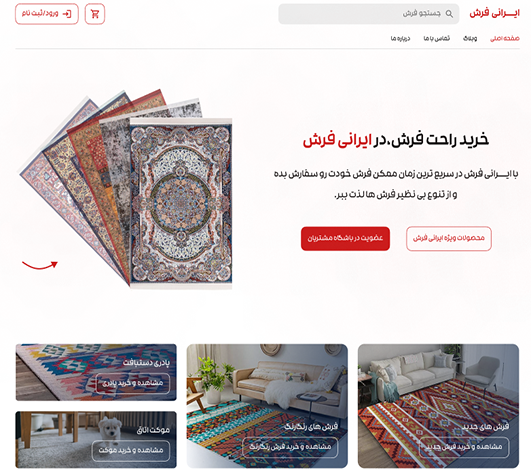 ایـــرانی فرش
جستجو فرش
ورود/ثبت نام
صفحه اصلی
وبلاگ
تماس با ما
درباره ما
خرید راحت فرش،در ایرانی فرش
با ایـــرانی فرش در سریع ترین زمان ممکن فرش خودت رو سفارش بده
و از تنوع بی نظیر فرش ها لذت ببر.
محصولات ویژه ایرانی فرش
عضویت در باشگاه مشتریان
فرش های جدید
مشاهده و خرید فرش جدید
فرش های رنگارنگ
مشاهده و خرید فرش رنگارنگ
پادری دستبافت
مشاهده و خرید پادری
موکت اتاق
مشاهده و خرید موکت